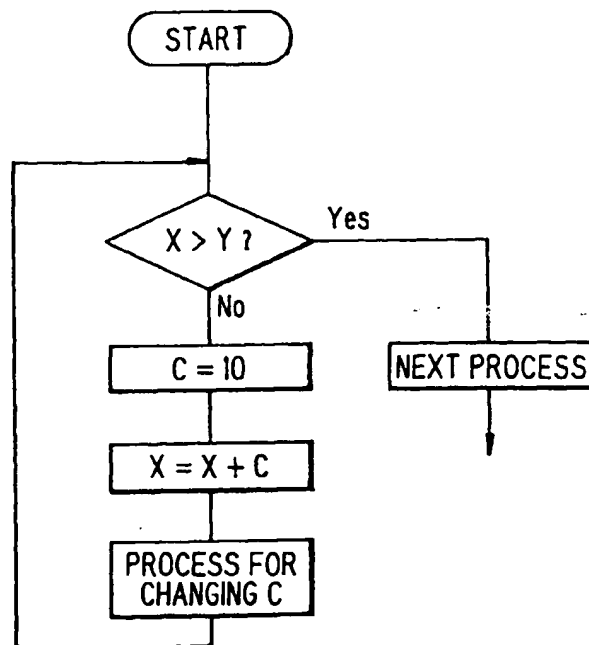 START
X > Y ?
Yes
No
C = 10
NEXT PROCESS
X = X + C
PROCESS FOR
CHANGING C